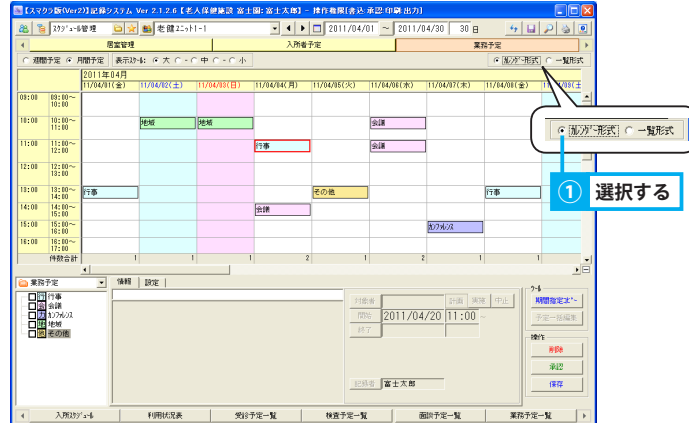 【スマクラ版(Ver2)】記録システム Ver 2.1.2.6 【老人保健施設 富士園:富士太郎】 - 操作権限[書込:承認:印刷:出力]
ｽｹｼﾞｭｰﾙ管理 老健2ﾕﾆｯﾄ1-1 2011/04/01 ～ 2011/04/30 30 日
居室管理 入所者予定 業務予定
週間予定 月間予定 表示ｽｹｰﾙ: 大 - 中 - 小 ｶﾚﾝﾀﾞｰ形式 一覧形式
2011年04月
11/04/01(金) 11/04/02(土) 11/04/03(日) 11/04/04(月) 11/04/05(火) 11/04/06(水) 11/04/07(木) 11/04/08(金)
09:00 09:00～
10:00
10:00 10:00～
11:00 地域 地域 会議
11:00 11:00～
12:00 行事 会議
12:00 12:00～
13:00
13:00 13:00～
14:00 行事 その他 行事
14:00 14:00～
15:00 会議
15:00 15:00～
16:00 ｶﾝﾌｧﾚﾝｽ
16:00 16:00～
17:00
件数合計 1 1 1 2 1 2 1 1
ｶﾚﾝﾀﾞｰ形式 一覧形式
① 選択する
業務予定
行 行事
会 会議
ｶﾝ ｶﾝﾌｧﾚﾝｽ
地 地域
他 その他
情報 設定
対象者 計画 実施 中止
開始 2011/04/20 11:00 ～
終了
記録者 富士太郎
ﾂｰﾙ
期間指定ｺﾋﾟｰ
予定一括編集
操作
削除
承認
保存
入所ｽｹｼﾞｭｰﾙ 利用状況表 受診予定一覧 検査予定一覧 面談予定一覧 業務予定一覧